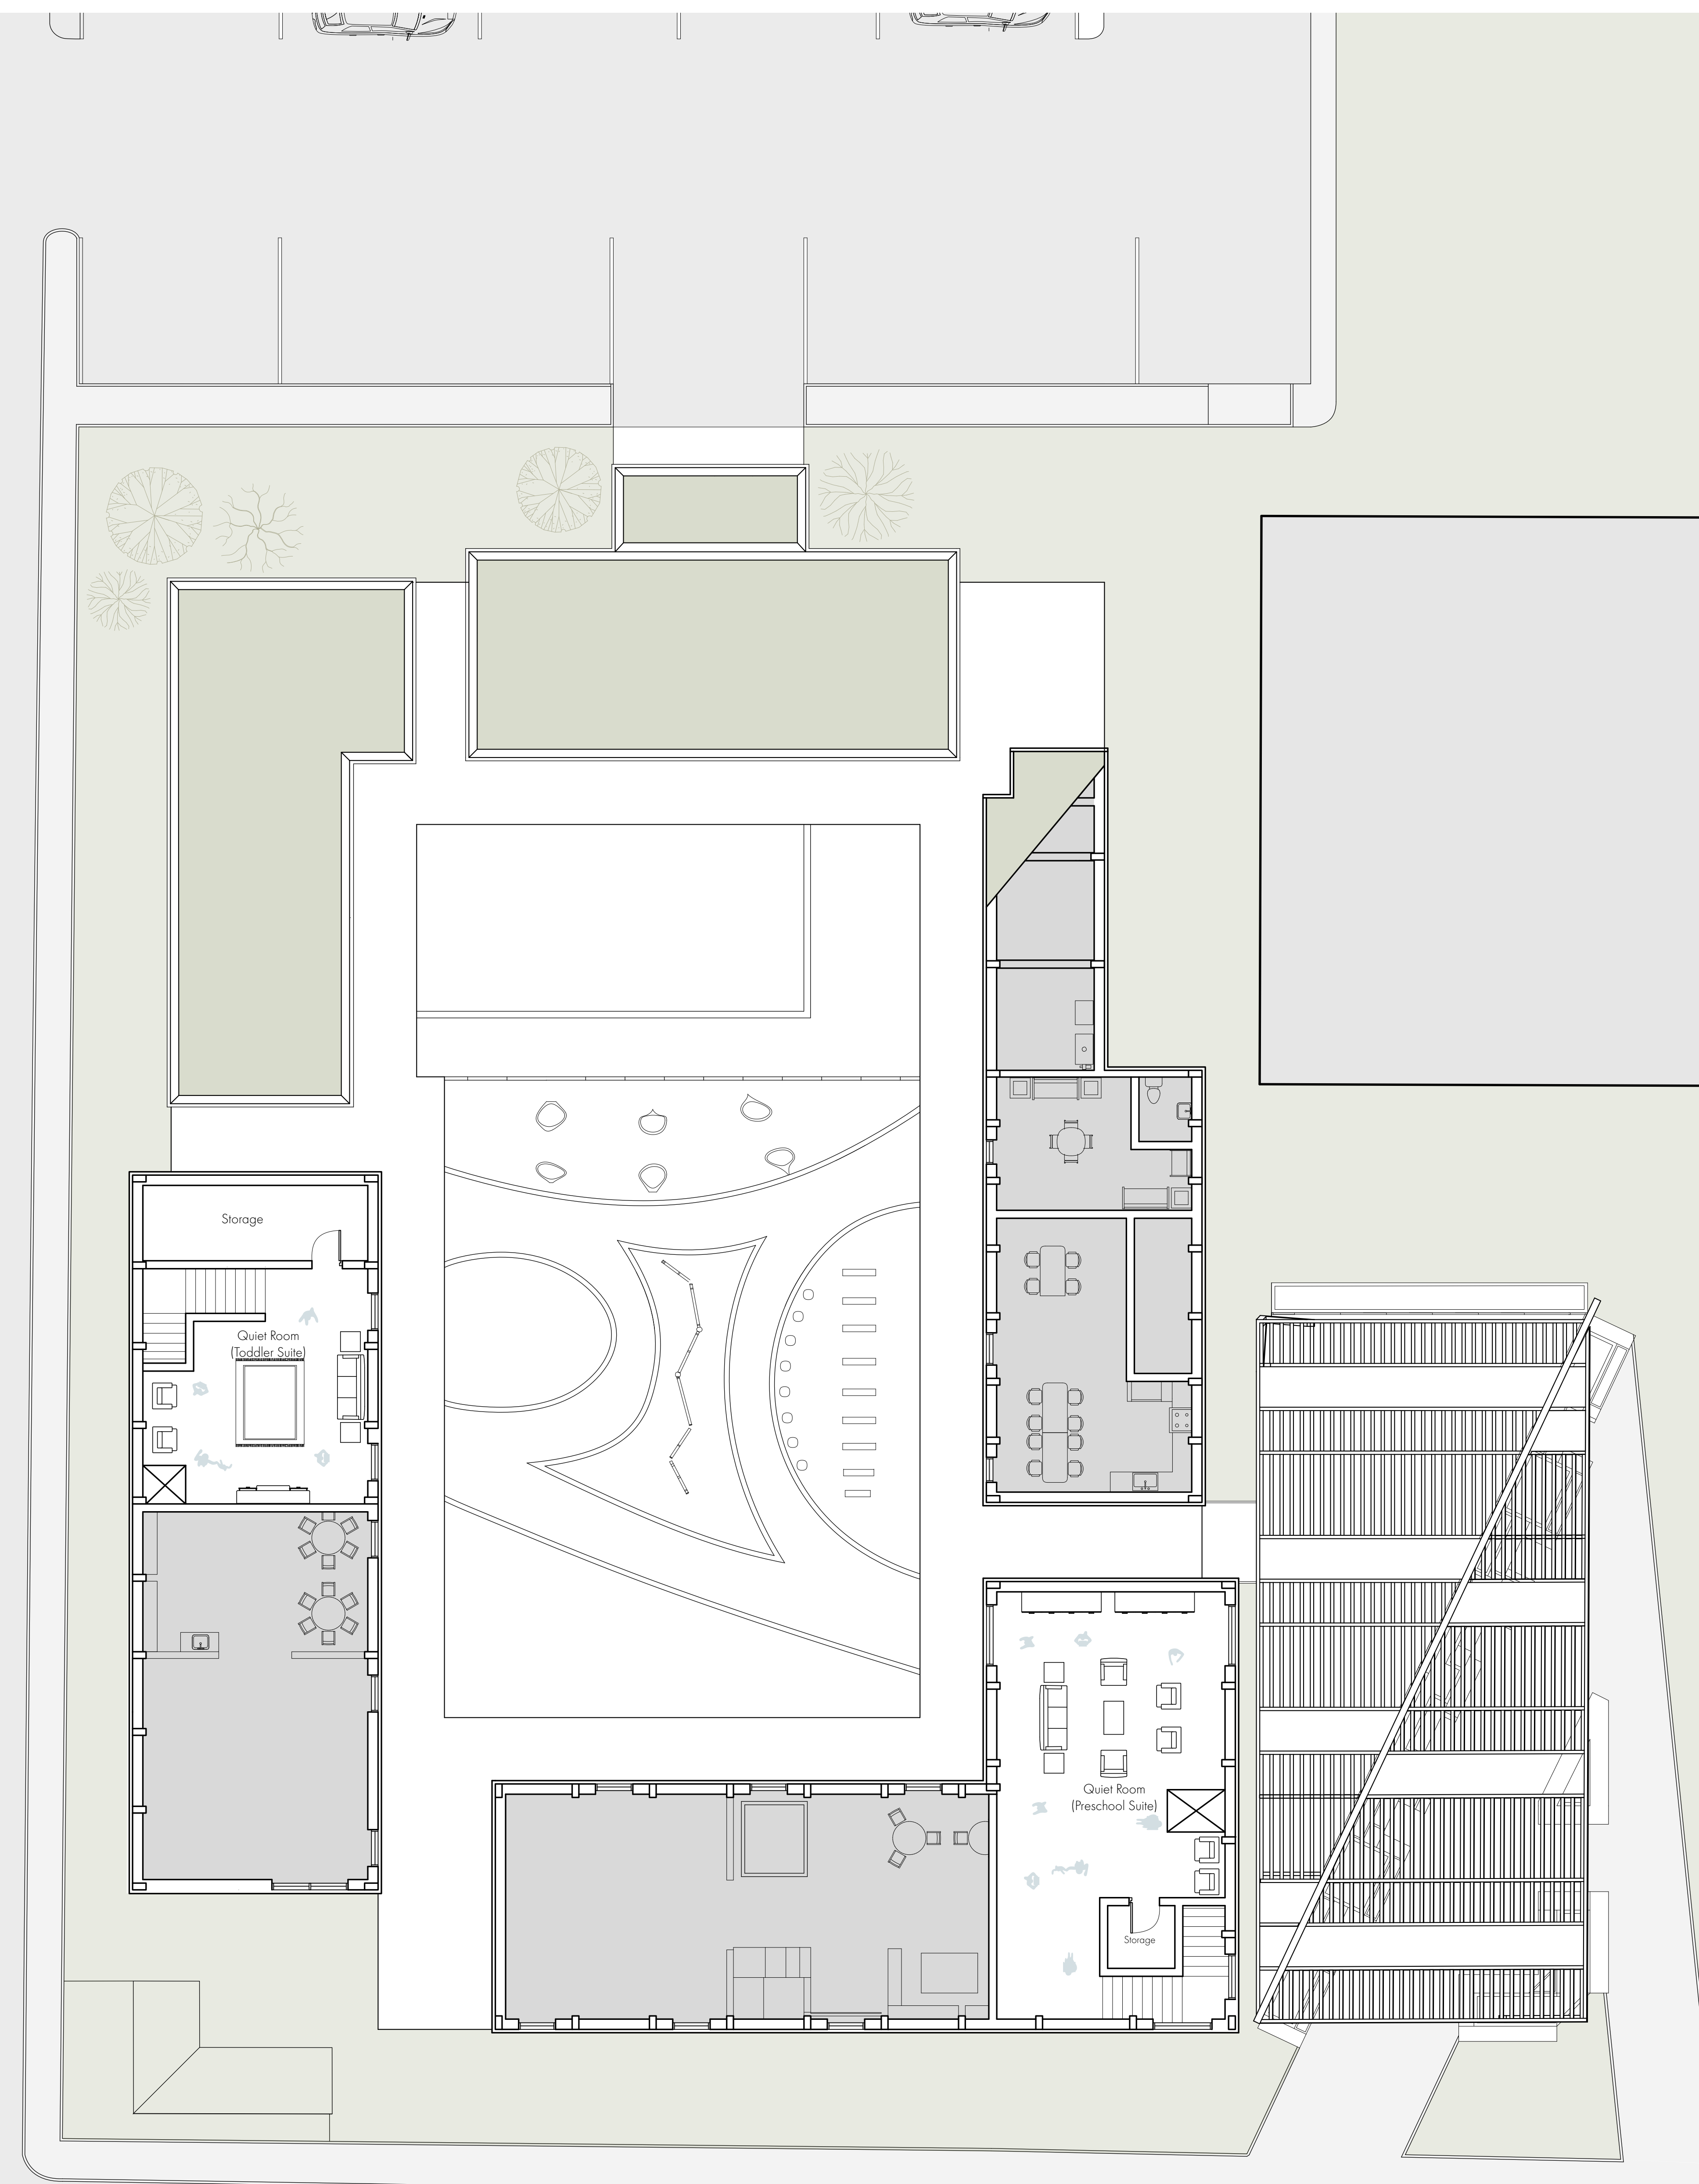 Storage
Quiet Room
(Toddler Suite)
Quiet Room
(Preschool Suite)
Storage